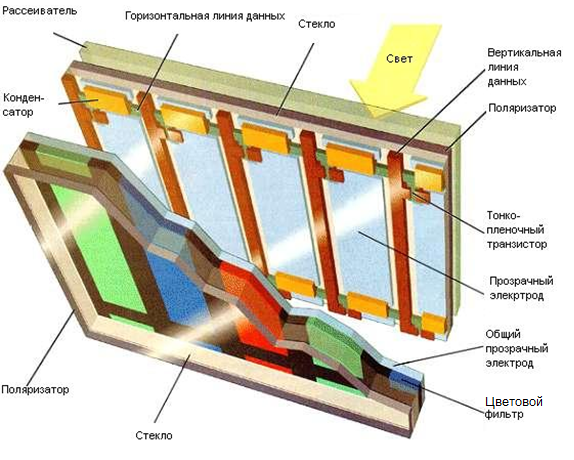 Рассеиватель
Горизонтальная линия данных
Стекло
Свет
Вертикальная
линия
данных
Конден-
сатор
Поляризатор
Тонко-
пленочный
транзистор
Прозрачный
элекртрод
Общий
прозрачный
электрод
Поляризатор
Цветовой
фильтр
Стекло